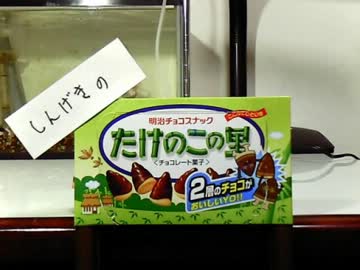 しんげきの
明治チョコスナック
たけのこの里
＜チョコレート菓子＞
2層のチョコが
おいしいYO!!